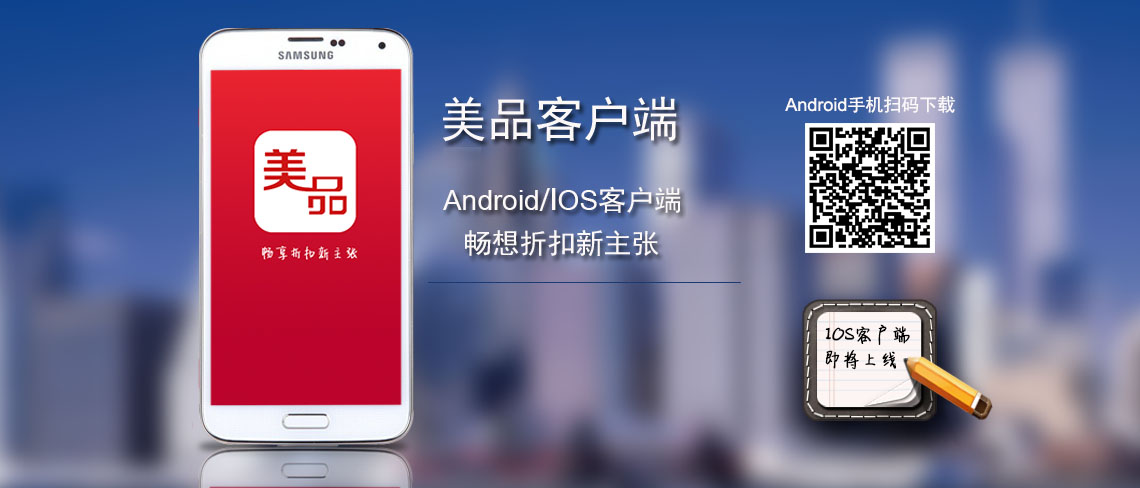 SAMSUNG
美品
畅享折扣新主张
美品客户端
Android/IOS客户端
畅想折扣新主张
Android手机扫码下载
IOS客户端
即将上线